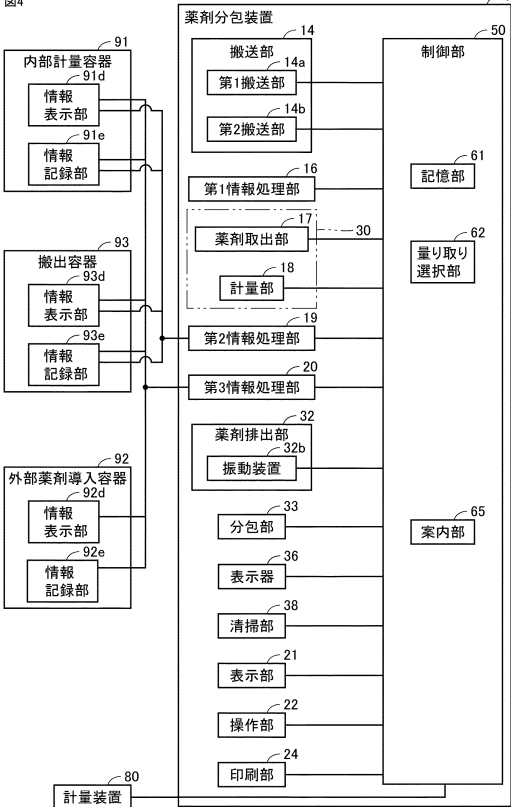 図4
91
内部計量容器
91d
情報
表示部
91e
情報
記録部
93
搬出容器
93d
情報
表示部
93e
情報
記録部
92
外部薬剤導入容器
92d
情報
表示部
92e
情報
記録部
80
計量装置
薬剤分包装置
14
搬送部
14a
第1搬送部
14b
第2搬送部
16
第1情報処理部
17
薬剤取出部
30
18
計量部
19
第2情報処理部
20
第3情報処理部
32
薬剤排出部
32b
振動装置
33
分包部
36
表示器
38
清掃部
21
表示部
22
操作部
24
印刷部
50
制御部
61
記憶部
62
量り取り
選択部
65
案内部